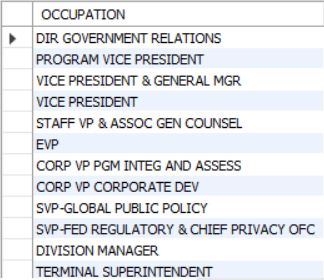 OCCUPATION
DIR GOVERNMENT RELATIONS
PROGRAM VICE PRESIDENT
VICE PRESIDENT & GENERAL MGR
VICE PRESIDENT
STAFF VP & ASSOC GEN COUNSEL
EVP
CORP VP PGM INTEG AND ASSESS
CORP VP CORPORATE DEV
SVP-GLOBAL PUBLIC POLICY
SVP-FED REGULATORY & CHIEF PRIVACY OFC
DIVISION MANAGER
TERMINAL SUPERINTENDENT